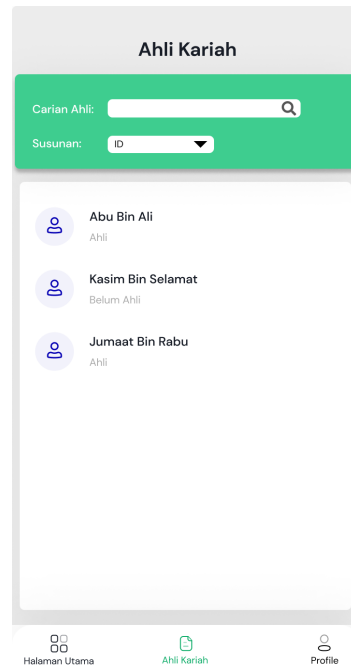 Ahli Kariah
Carian Ahli:
Susunan: ID
Abu Bin Ali
Ahli
Kasim Bin Selamat
Belum Ahli
Jumaat Bin Rabu
Ahli
Halaman Utama Ahli Kariah Profile